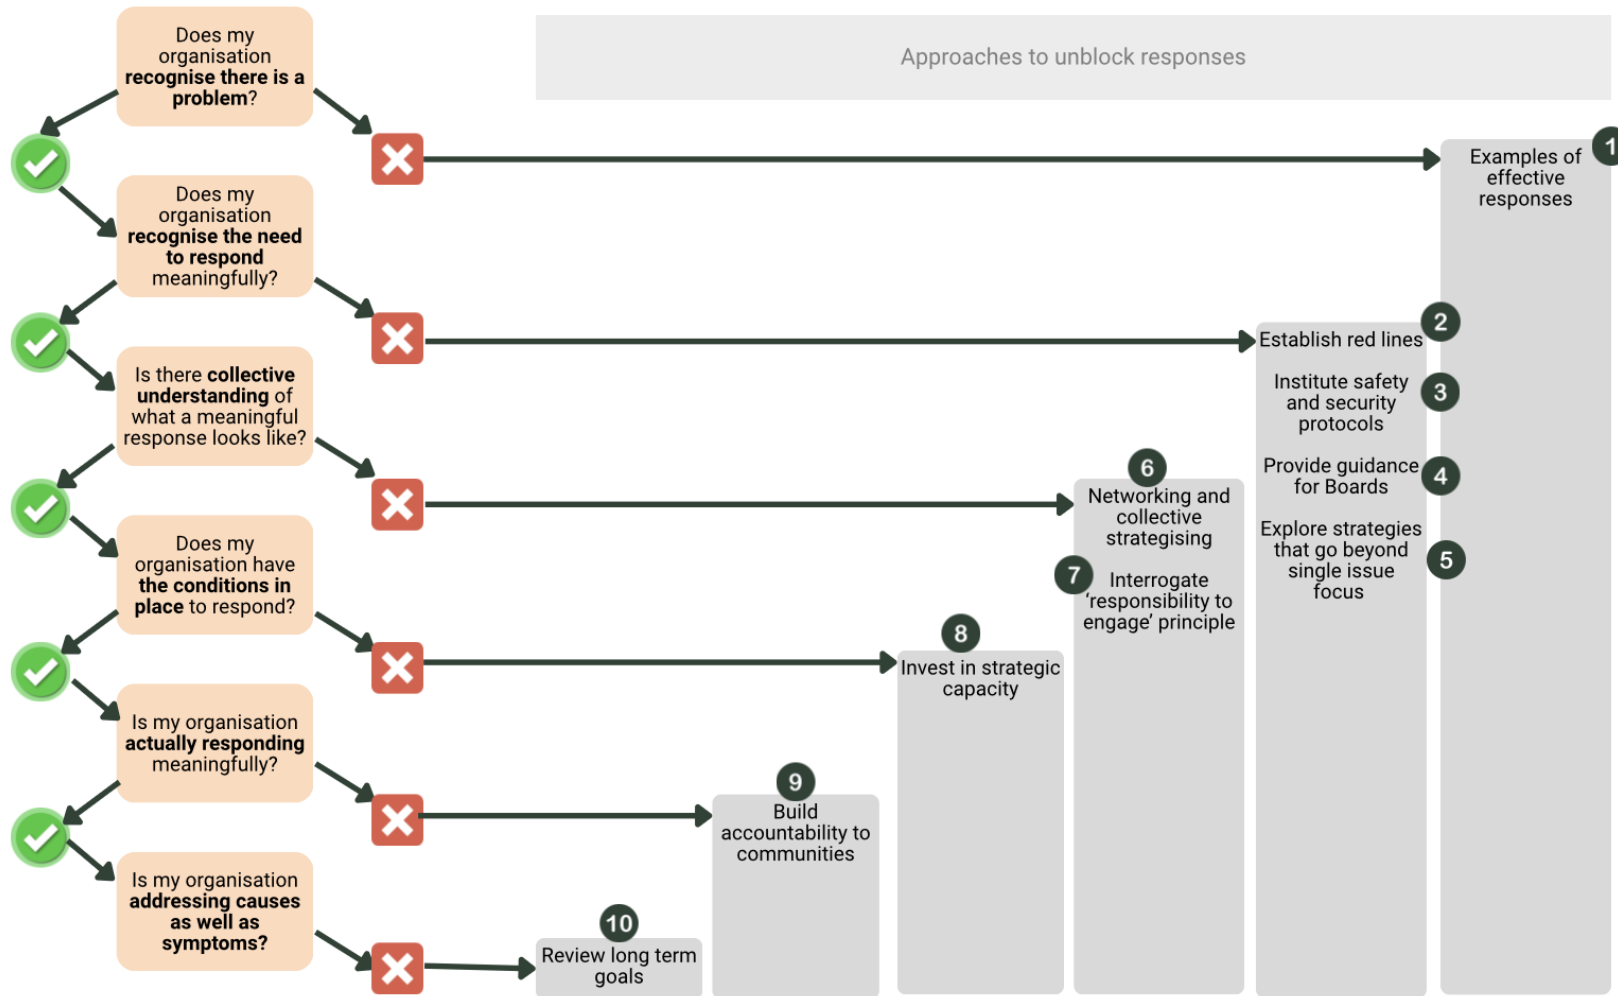 Does my
organisation
recognise there is a
problem?
Approaches to unblock responses
1
Examples of
effective
responses
Does my
organisation
recognise the need
to respond
meaningfully?
2
Establish red lines
3
Institute safety
and security
protocols
4
Provide guidance
for Boards
5
Explore strategies
that go beyond
single issue
focus
Is there collective
understanding of
what a meaningful
response looks like?
6
Networking and
collective
strategising
7
Interrogate
‘responsibility to
engage’ principle
Does my
organisation have
the conditions in
place to respond?
8
Invest in strategic
capacity
Is my organisation
actually responding
meaningfully?
9
Build
accountability to
communities
Is my organisation
addressing causes
as well as
symptoms?
10
Review long term
goals